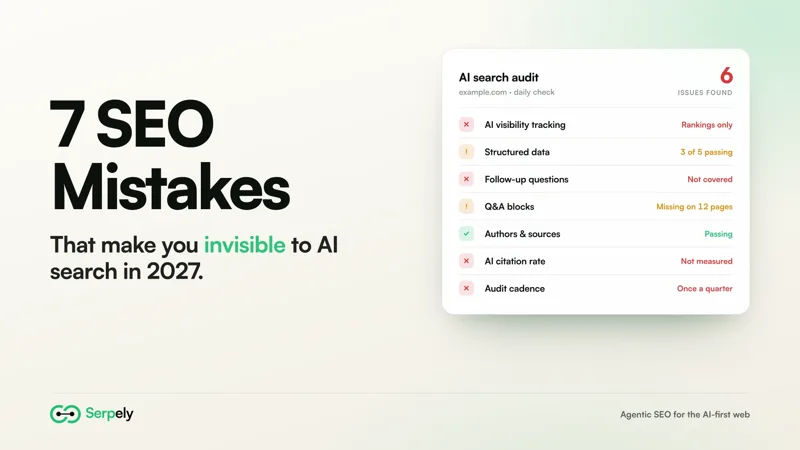 7 SEO
Mistakes
That make you invisible to AI
search in 2027.
AI search audit
6
example.com · daily check
ISSUES FOUND
AI visibility tracking
Rankings only
Structured data
3 of 5 passing
Follow-up questions
Not covered
Q&A blocks
Missing on 12 pages
Authors & sources
Passing
AI citation rate
Not measured
Audit cadence
Once a quarter
Serpely
Agentic SEO for the AI-first web